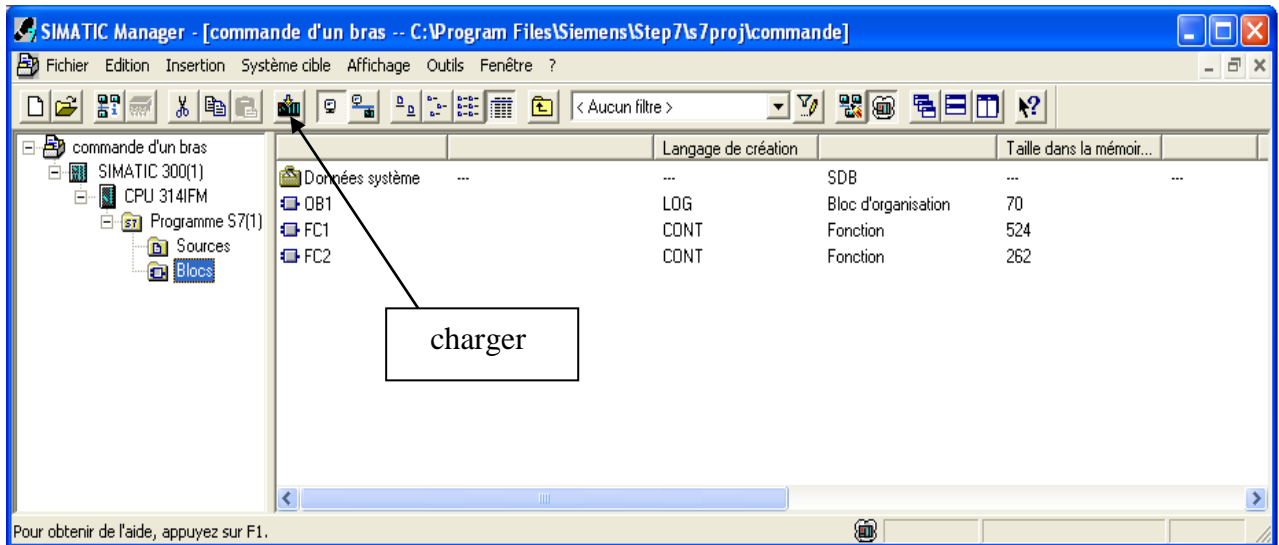 SIMATIC Manager - [commande d'un bras -- C:\Program Files\Siemens\Step7\s7proj\commande]
Fichier Edition Insertion Système cible Affichage Outils Fenêtre ?
< Aucun filtre >
commande d'un bras
SIMATIC 300(1)
CPU 314IFM
Programme S7(1)
Sources
Blocs
Langage de création Taille dans la mémoir...
Données système --- --- SDB --- ---
OB1 LOG Bloc d'organisation 70
FC1 CONT Fonction 524
FC2 CONT Fonction 262
charger
Pour obtenir de l'aide, appuyez sur F1.